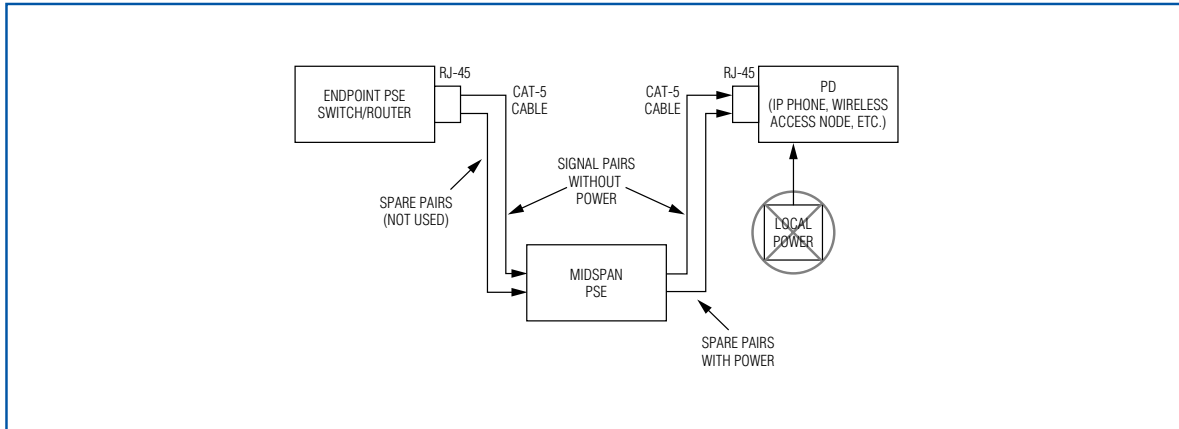 RJ-45
ENDPOINT PSE
SWITCH/ROUTER
CAT-5
CABLE
CAT-5
CABLE
RJ-45
PD
(IP PHONE, WIRELESS
ACCESS NODE, ETC.)
SIGNAL PAIRS
WITHOUT
POWER
SPARE PAIRS
(NOT USED)
LOCAL
POWER
MIDSPAN
PSE
SPARE PAIRS
WITH POWER